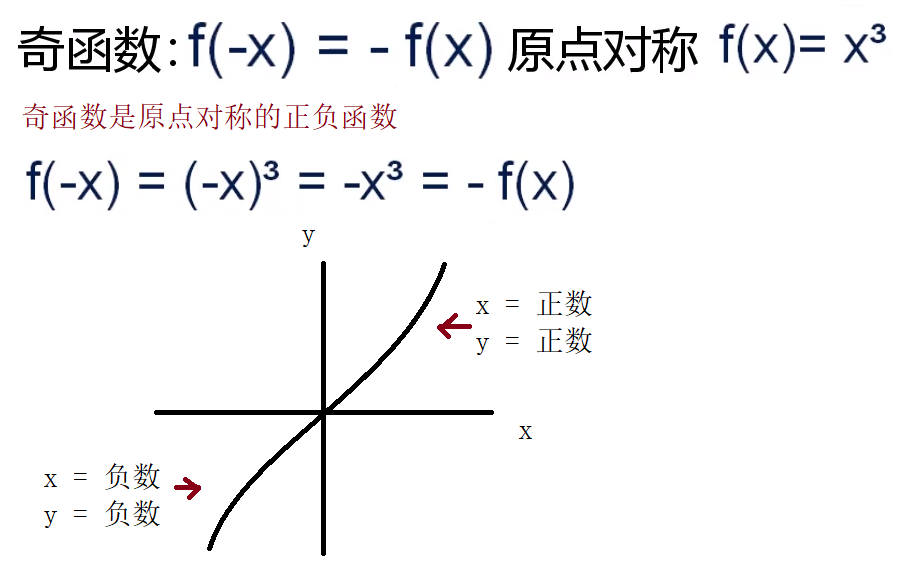 奇函数:f(-x) = - f(x) 原点对称 f(x)= x³
奇函数是原点对称的正负函数
f(-x) = (-x)³ = -x³ = - f(x)
y
x = 正数
y = 正数
x
x = 负数
y = 负数